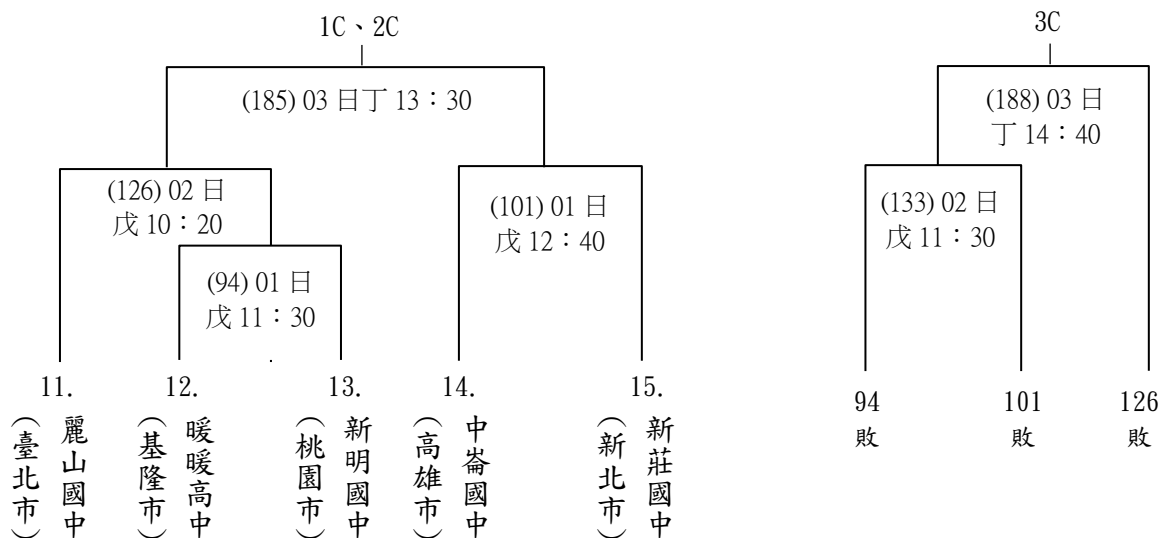 1C、2C
3C
(185) 03 日丁 13：30
(188) 03 日
丁 14：40
(126) 02 日
戊 10：20
(101) 01 日
戊 12：40
(133) 02 日
戊 11：30
(94) 01 日
戊 11：30
11.
麗山國中
(臺北市)
12.
暖暖高中
(基隆市)
13.
新明國中
(桃園市)
14.
中崙國中
(高雄市)
15.
新莊國中
(新北市)
94
敗
101
敗
126
敗